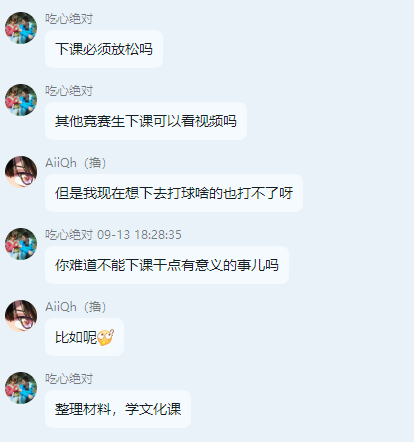 吃心绝对
下课必须放松吗
吃心绝对
其他竞赛生下课可以看视频吗
AiiQh（撸）
但是我现在想下去打球啥的也打不了呀
吃心绝对 09-13 18:28:35
你难道不能下课干点有意义的事儿吗
AiiQh（撸）
比如呢
吃心绝对
整理材料，学文化课